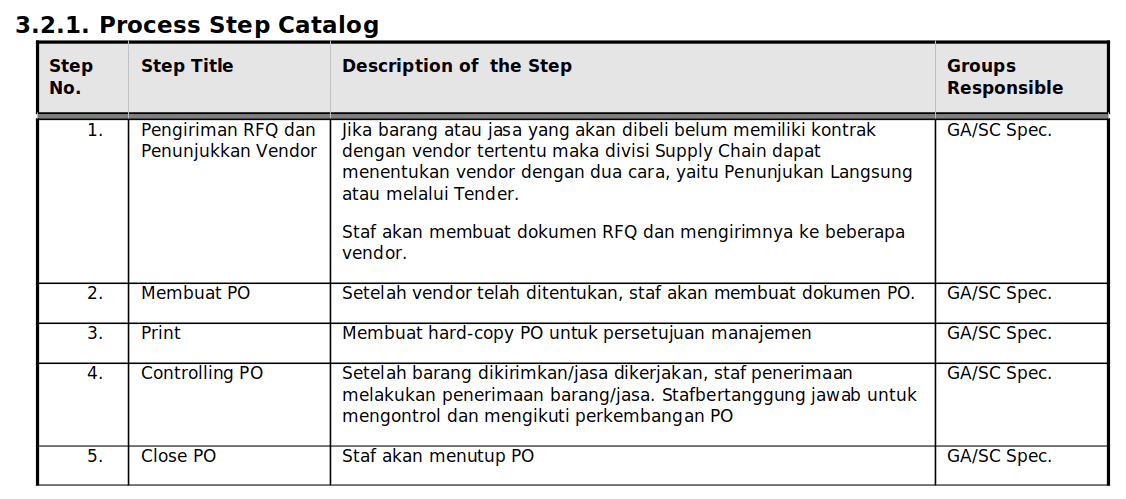 3.2.1. Process Step Catalog
Step No. Step Title Description of the Step Groups Responsible
1. Pengiriman RFQ dan Penunjukkan Vendor
Jika barang atau jasa yang akan dibeli belum memiliki kontrak
dengan vendor tertentu maka divisi Supply Chain dapat
menentukan vendor dengan dua cara, yaitu Penunjukan Langsung
atau melalui Tender.
Staf akan membuat dokumen RFQ dan mengirimnya ke beberapa
vendor.
GA/SC Spec.
2. Membuat PO Setelah vendor telah ditentukan, staf akan membuat dokumen PO. GA/SC Spec.
3. Print Membuat hard-copy PO untuk persetujuan manajemen GA/SC Spec.
4. Controlling PO
Setelah barang dikirimkan/jasa dikerjakan, staf penerimaan
melakukan penerimaan barang/jasa. Stafbertanggung jawab untuk
mengontrol dan mengikuti perkembangan PO
GA/SC Spec.
5. Close PO Staf akan menutup PO GA/SC Spec.